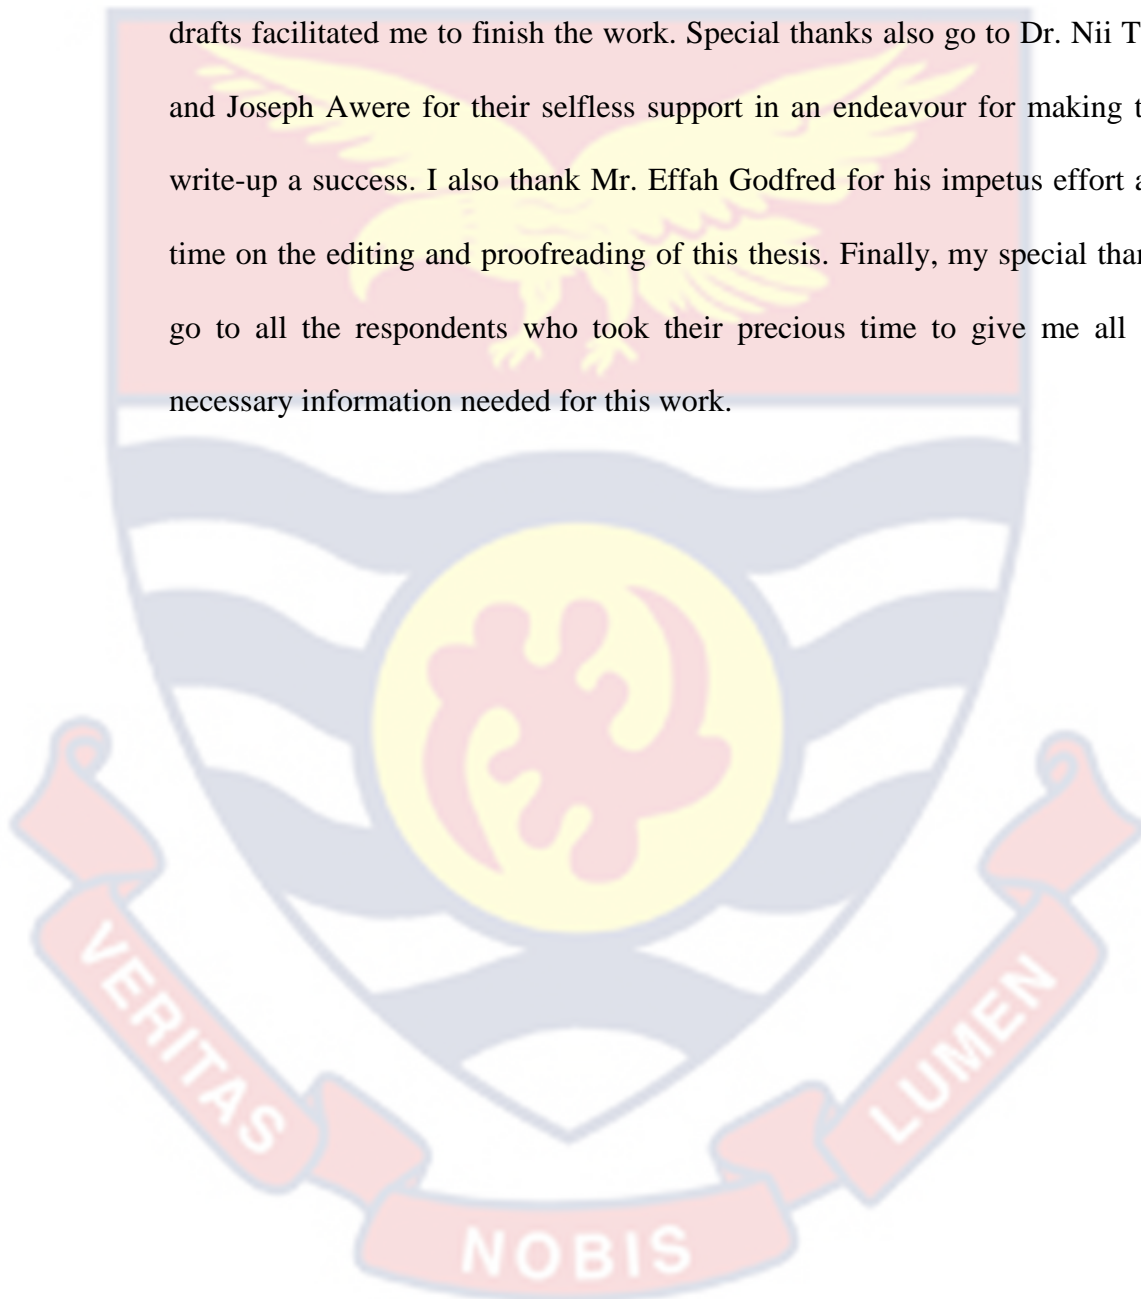 drafts facilitated me to finish the work. Special thanks also go to Dr. Nii
and Joseph Awere for their selfless support in an endeavour for making
write-up a success. I also thank Mr. Effah Godfred for his impetus effort
time on the editing and proofreading of this thesis. Finally, my special
go to all the respondents who took their precious time to give me all
necessary information needed for this work.
VERITAS
NOBIS
LUMEN